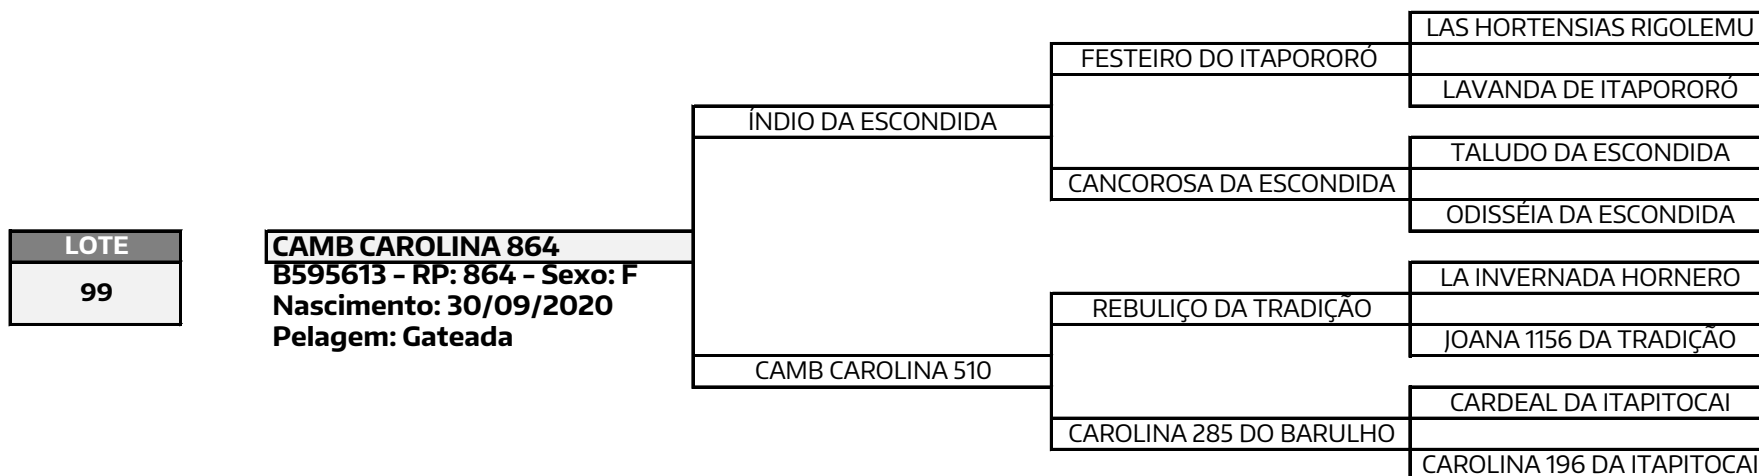 LAS HORTENSIAS RIGOLEMU
FESTEIRO DO ITAPORORÓ
LAVANDA DE ITAPORORÓ
ÍNDIO DA ESCONDIDA
TALUDO DA ESCONDIDA
CANCOROSA DA ESCONDIDA
ODISSÉIA DA ESCONDIDA
LOTE
99
CAMB CAROLINA 864
B595613 - RP: 864 - Sexo: F
Nascimento: 30/09/2020
Pelagem: Gateada
LA INVERNADA HORNERO
REBULIÇO DA TRADIÇÃO
JOANA 1156 DA TRADIÇÃO
CAMB CAROLINA 510
CARDEAL DA ITAPITOCAI
CAROLINA 285 DO BARULHO
CAROLINA 196 DA ITAPITOCAI